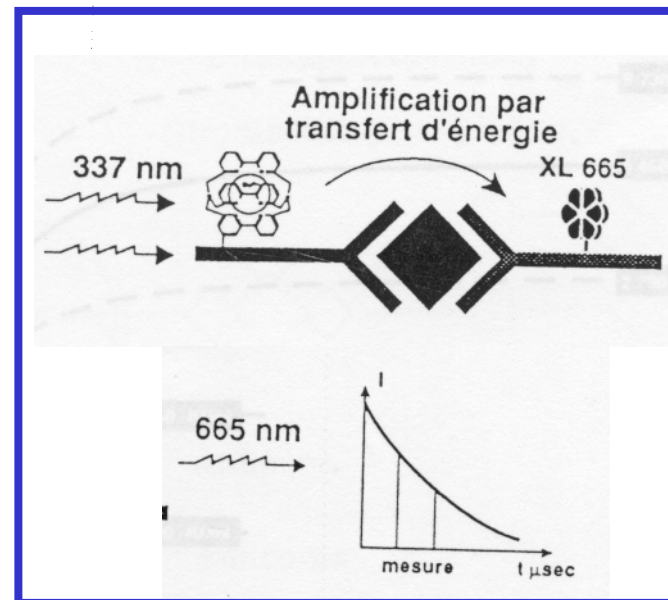 Amplification par
transfert d'énergie
337 nm
XL 665
665 nm
I
mesure
t µsec